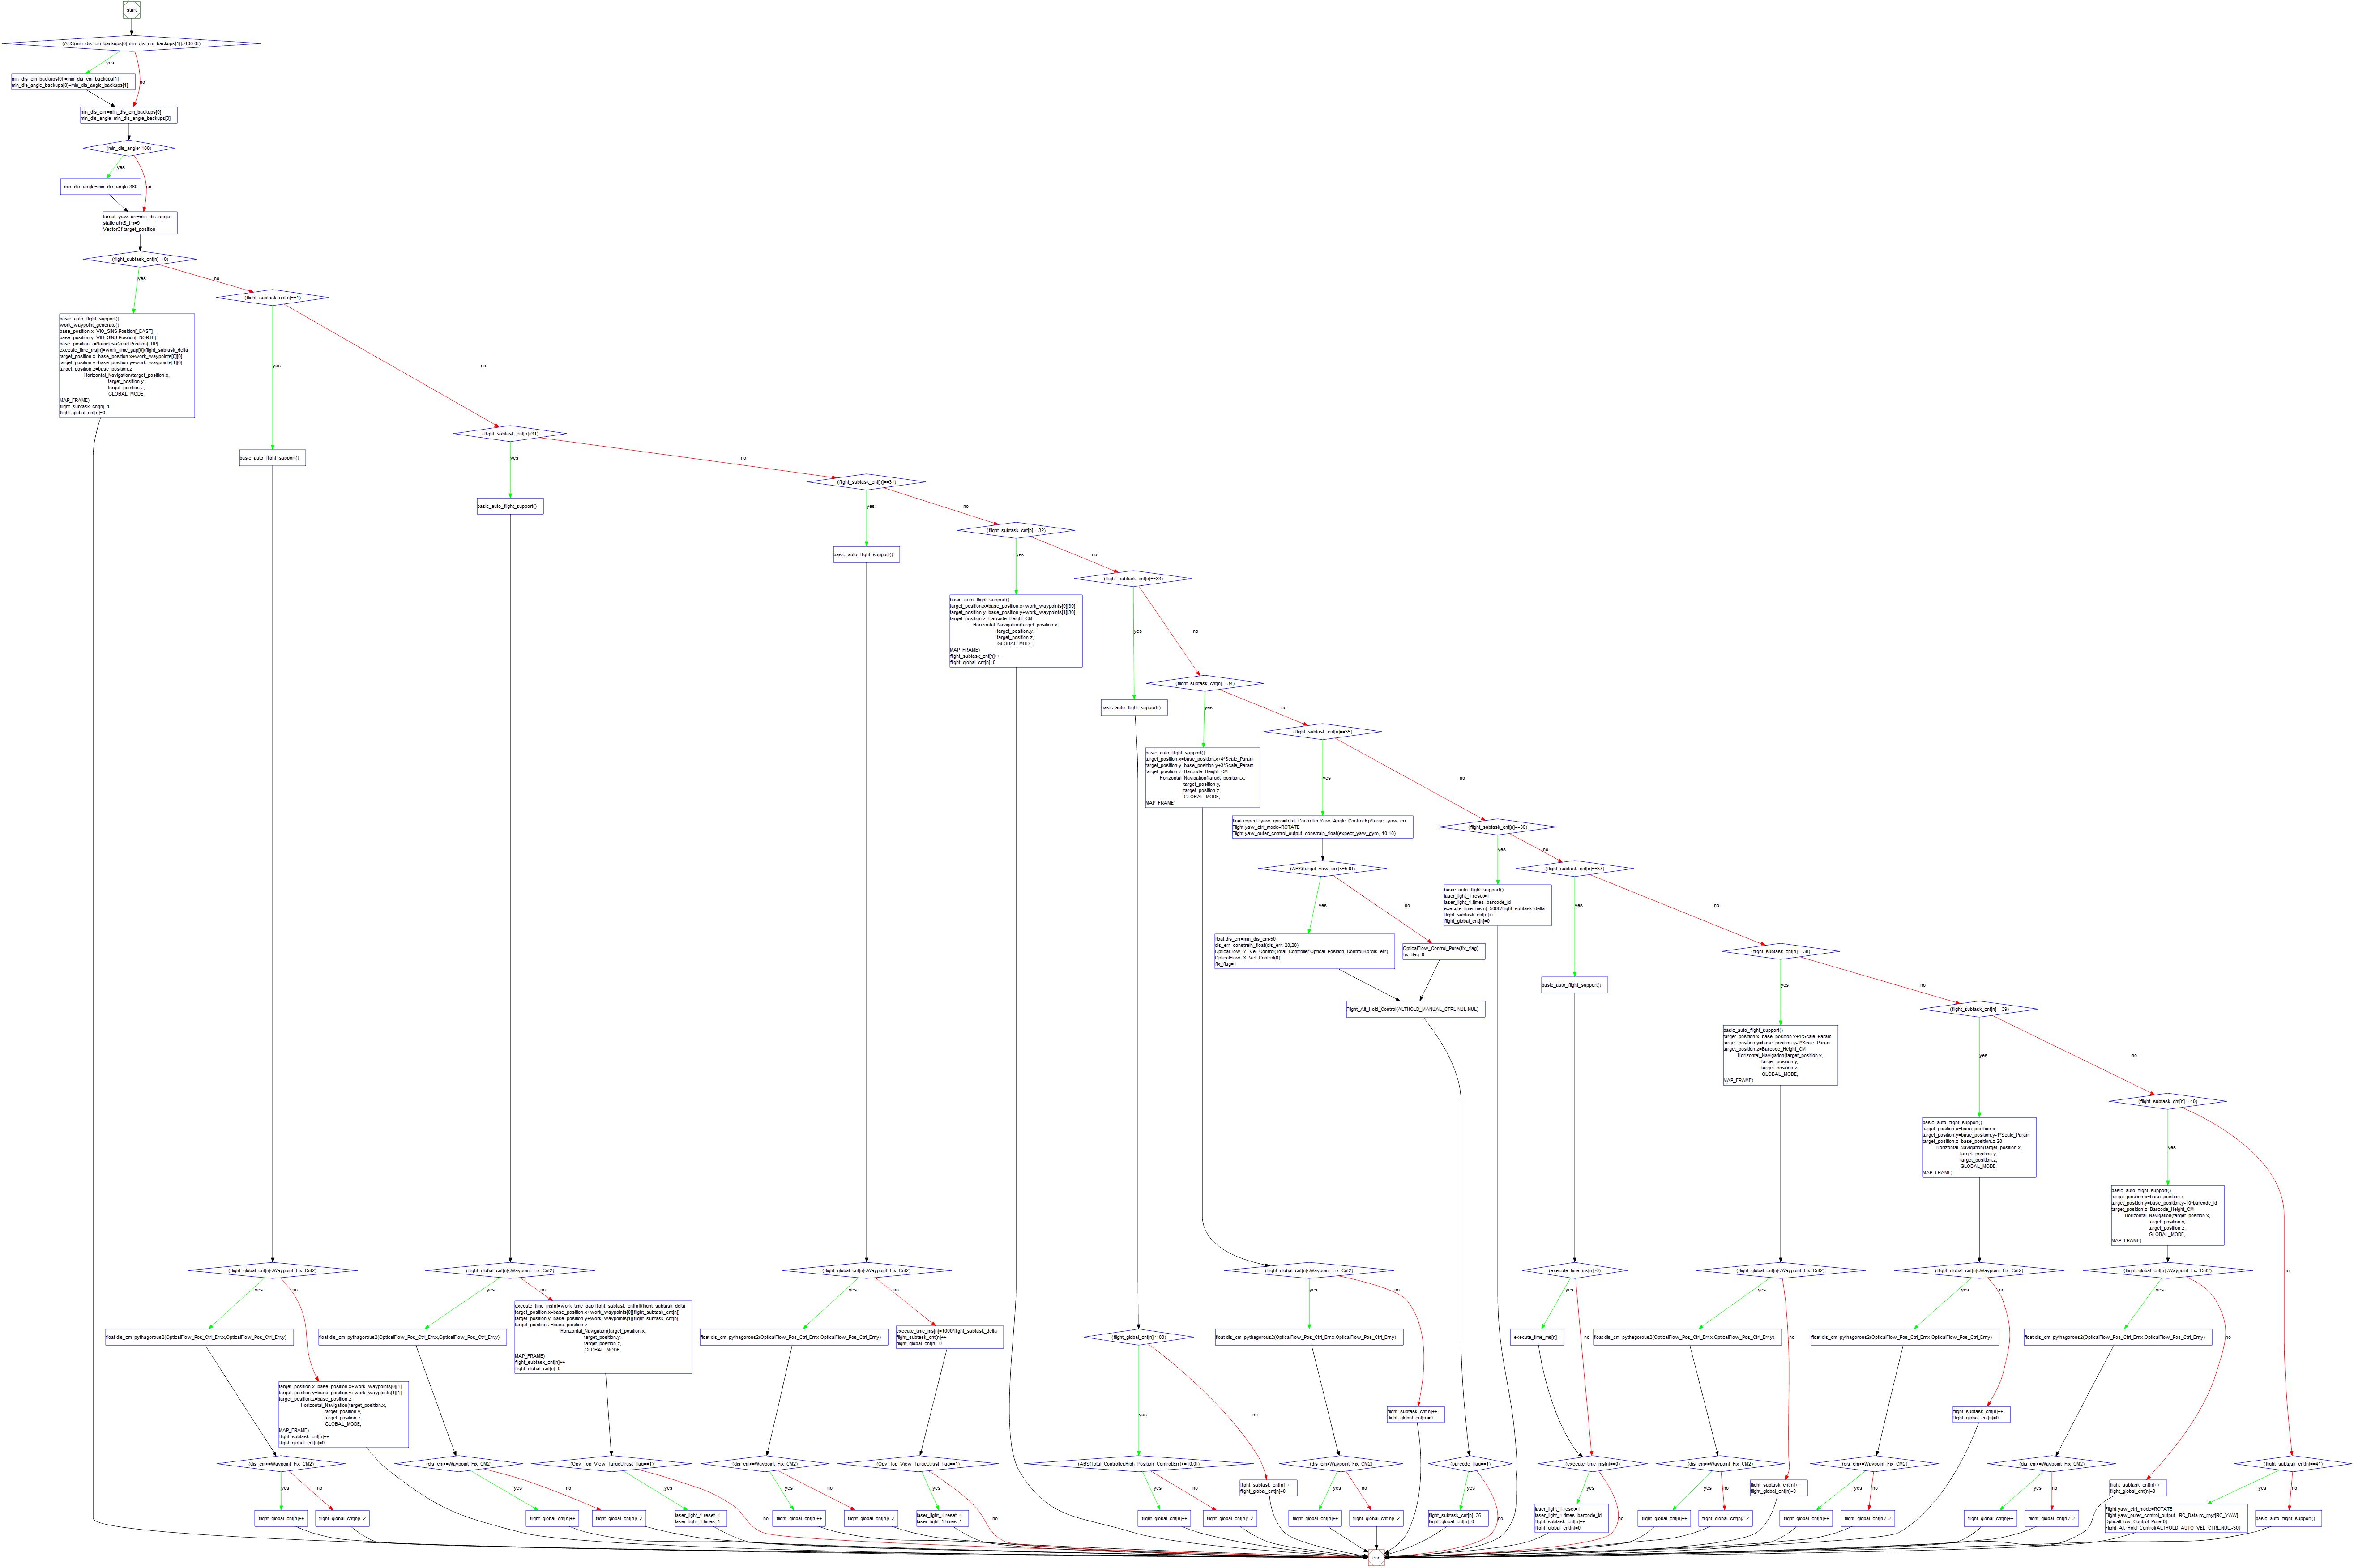 start
(ABS(min_dis_cm_backups[0]-min_dis_cm_backups[1])>100.0f)
yes
no
min_dis_cm_backups[0] =min_dis_cm_backups[1]
min_dis_angle_backups[0]=min_dis_angle_backups[1]
min_dis_cm =min_dis_cm_backups[0]
min_dis_angle=min_dis_angle_backups[0]
(min_dis_angle>180)
yes
no
min_dis_angle=min_dis_angle-360
target_yaw_err=min_dis_angle
static uint8_t n=9
Vector3f target_position
(flight_subtask_cnt[n]==0)
yes
no
basic_auto_flight_support()
work_waypoint_generate()
base_position.x=VIO_SINS.Position[_EAST]
base_position.y=VIO_SINS.Position[_NORTH]
base_position.z=NamelessQuad.Position[_UP]
execute_time_ms[n]=work_time_gap[0]/flight_subtask_delta
target_position.x=base_position.x+work_waypoints[0][0]
target_position.y=base_position.y+work_waypoints[1][0]
target_position.z=base_position.z
Horizontal_Navigation(target_position.x,
target_position.y,
target_position.z,
GLOBAL_MODE,
MAP_FRAME)
flight_subtask_cnt[n]=1
flight_global_cnt[n]=0
(flight_subtask_cnt[n]==1)
yes
no
basic_auto_flight_support()
(flight_subtask_cnt[n]<31)
yes
no
basic_auto_flight_support()
(flight_subtask_cnt[n]==31)
yes
no
basic_auto_flight_support()
(flight_subtask_cnt[n]==32)
yes
no
basic_auto_flight_support()
target_position.x=base_position.x+work_waypoints[0][30]
target_position.y=base_position.y+work_waypoints[1][30]
target_position.z=Barcode_Height_CM
Horizontal_Navigation(target_position.x,
target_position.y,
target_position.z,
GLOBAL_MODE,
MAP_FRAME)
flight_subtask_cnt[n]++
flight_global_cnt[n]=0
(flight_subtask_cnt[n]==33)
yes
no
basic_auto_flight_support()
(flight_subtask_cnt[n]==34)
yes
no
basic_auto_flight_support()
target_position.x=base_position.x+4*Scale_Param
target_position.y=base_position.y+3*Scale_Param
target_position.z=Barcode_Height_CM
Horizontal_Navigation(target_position.x,
target_position.y,
target_position.z,
GLOBAL_MODE,
MAP_FRAME)
(flight_subtask_cnt[n]==35)
yes
no
float expect_yaw_gyro=Total_Controller.Yaw_Angle_Control.Kp*target_yaw_err
Flight.yaw_ctrl_mode=ROTATE
Flight.yaw_outer_control_output=constrain_float(expect_yaw_gyro,-10,10)
(ABS(target_yaw_err)<=5.0f)
yes
no
float dis_err=min_dis_cm-50
dis_err=constrain_float(dis_err,-20,20)
OpticalFlow_Y_Vel_Control(Total_Controller.Optical_Position_Control.Kp*dis_err)
OpticalFlow_X_Vel_Control(0)
fix_flag=1
OpticalFlow_Control_Pure(fix_flag)
fix_flag=0
Flight_Alt_Hold_Control(ALTHOLD_MANUAL_CTRL,NUL,NUL)
(flight_subtask_cnt[n]==36)
yes
no
basic_auto_flight_support()
laser_light_1.reset=1
laser_light_1.times=barcode_id
execute_time_ms[n]=5000/flight_subtask_delta
flight_subtask_cnt[n]++
flight_global_cnt[n]=0
(flight_subtask_cnt[n]==37)
yes
no
basic_auto_flight_support()
(flight_subtask_cnt[n]==38)
yes
no
basic_auto_flight_support()
target_position.x=base_position.x+4*Scale_Param
target_position.y=base_position.y-1*Scale_Param
target_position.z=Barcode_Height_CM
Horizontal_Navigation(target_position.x,
target_position.y,
target_position.z,
GLOBAL_MODE,
MAP_FRAME)
(flight_subtask_cnt[n]==39)
yes
no
basic_auto_flight_support()
target_position.x=base_position.x
target_position.y=base_position.y-1*Scale_Param
target_position.z=base_position.z-20
Horizontal_Navigation(target_position.x,
target_position.y,
target_position.z,
GLOBAL_MODE,
MAP_FRAME)
(flight_subtask_cnt[n]==40)
yes
no
basic_auto_flight_support()
target_position.x=base_position.x
target_position.y=base_position.y-10*barcode_id
target_position.z=Barcode_Height_CM
Horizontal_Navigation(target_position.x,
target_position.y,
target_position.z,
GLOBAL_MODE,
MAP_FRAME)
(flight_global_cnt[n]<Waypoint_Fix_Cnt2)
yes
no
float dis_cm=pythagorous2(OpticalFlow_Pos_Ctrl_Err.x,OpticalFlow_Pos_Ctrl_Err.y)
target_position.x=base_position.x+work_waypoints[0][1]
target_position.y=base_position.y+work_waypoints[1][1]
target_position.z=base_position.z
Horizontal_Navigation(target_position.x,
target_position.y,
target_position.z,
GLOBAL_MODE,
MAP_FRAME)
flight_subtask_cnt[n]++
flight_global_cnt[n]=0
(dis_cm<=Waypoint_Fix_CM2)
yes
no
flight_global_cnt[n]++
flight_global_cnt[n]/=2
(flight_global_cnt[n]<Waypoint_Fix_Cnt2)
yes
no
float dis_cm=pythagorous2(OpticalFlow_Pos_Ctrl_Err.x,OpticalFlow_Pos_Ctrl_Err.y)
execute_time_ms[n]=work_time_gap[flight_subtask_cnt[n]]/flight_subtask_delta
target_position.x=base_position.x+work_waypoints[0][flight_subtask_cnt[n]]
target_position.y=base_position.y+work_waypoints[1][flight_subtask_cnt[n]]
target_position.z=base_position.z
Horizontal_Navigation(target_position.x,
target_position.y,
target_position.z,
GLOBAL_MODE,
MAP_FRAME)
flight_subtask_cnt[n]++
flight_global_cnt[n]=0
(dis_cm<=Waypoint_Fix_CM2)
yes
no
flight_global_cnt[n]++
flight_global_cnt[n]/=2
(Opv_Top_View_Target.trust_flag==1)
yes
no
laser_light_1.reset=1
laser_light_1.times=1
(flight_global_cnt[n]<Waypoint_Fix_Cnt2)
yes
no
float dis_cm=pythagorous2(OpticalFlow_Pos_Ctrl_Err.x,OpticalFlow_Pos_Ctrl_Err.y)
execute_time_ms[n]=1000/flight_subtask_delta
flight_subtask_cnt[n]++
flight_global_cnt[n]=0
(dis_cm<=Waypoint_Fix_CM2)
yes
no
flight_global_cnt[n]++
flight_global_cnt[n]/=2
(Opv_Top_View_Target.trust_flag==1)
yes
no
laser_light_1.reset=1
laser_light_1.times=1
(flight_global_cnt[n]<100)
yes
no
(ABS(Total_Controller.High_Position_Control.Err)<=10.0f)
yes
no
flight_global_cnt[n]++
flight_global_cnt[n]/=2
flight_subtask_cnt[n]++
flight_global_cnt[n]=0
(flight_global_cnt[n]<Waypoint_Fix_Cnt2)
yes
no
float dis_cm=pythagorous2(OpticalFlow_Pos_Ctrl_Err.x,OpticalFlow_Pos_Ctrl_Err.y)
flight_subtask_cnt[n]++
flight_global_cnt[n]=0
(dis_cm<=Waypoint_Fix_CM2)
yes
no
flight_global_cnt[n]++
flight_global_cnt[n]/=2
(barcode_flag==1)
yes
no
flight_subtask_cnt[n]=36
flight_global_cnt[n]=0
(execute_time_ms[n]>0)
yes
no
execute_time_ms[n]--
(execute_time_ms[n]==0)
yes
no
laser_light_1.reset=1
laser_light_1.times=barcode_id
flight_subtask_cnt[n]++
flight_global_cnt[n]=0
(flight_global_cnt[n]<Waypoint_Fix_Cnt2)
yes
no
float dis_cm=pythagorous2(OpticalFlow_Pos_Ctrl_Err.x,OpticalFlow_Pos_Ctrl_Err.y)
(dis_cm<=Waypoint_Fix_CM2)
yes
no
flight_global_cnt[n]++
flight_global_cnt[n]/=2
flight_subtask_cnt[n]++
flight_global_cnt[n]=0
(flight_global_cnt[n]<Waypoint_Fix_Cnt2)
yes
no
float dis_cm=pythagorous2(OpticalFlow_Pos_Ctrl_Err.x,OpticalFlow_Pos_Ctrl_Err.y)
flight_subtask_cnt[n]++
flight_global_cnt[n]=0
(dis_cm<=Waypoint_Fix_CM2)
yes
no
flight_global_cnt[n]++
flight_global_cnt[n]/=2
(flight_global_cnt[n]<Waypoint_Fix_Cnt2)
yes
no
float dis_cm=pythagorous2(OpticalFlow_Pos_Ctrl_Err.x,OpticalFlow_Pos_Ctrl_Err.y)
(dis_cm<=Waypoint_Fix_CM2)
yes
no
flight_global_cnt[n]++
flight_global_cnt[n]/=2
flight_subtask_cnt[n]++
flight_global_cnt[n]=0
(flight_subtask_cnt[n]==41)
yes
no
Flight.yaw_ctrl_mode=ROTATE
Flight.yaw_outer_control_output =RC_Data.rc_rpyt[RC_YAW]
OpticalFlow_Control_Pure(0)
Flight_Alt_Hold_Control(ALTHOLD_AUTO_VEL_CTRL,NUL,-30)
basic_auto_flight_support()
end